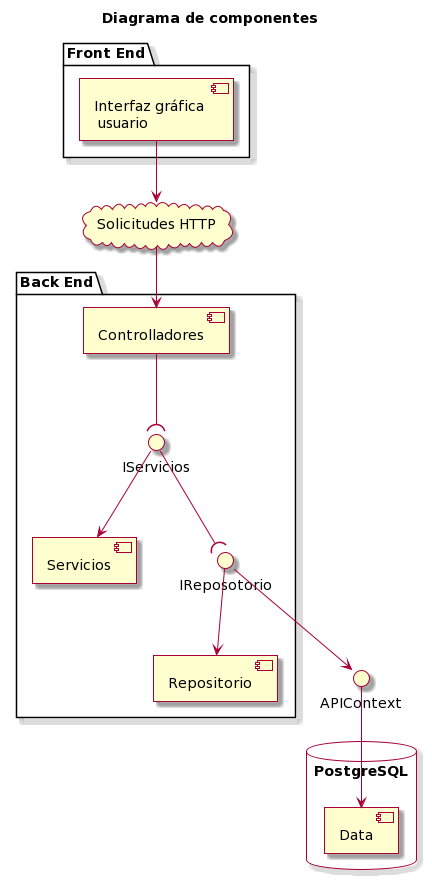 Diagrama de componentes
Front End
Interfaz gráfica
usuario
Solicitudes HTTP
Back End
Controlladores
IServicios
Servicios
IReposotorio
Repositorio
APIContext
PostgreSQL
Data